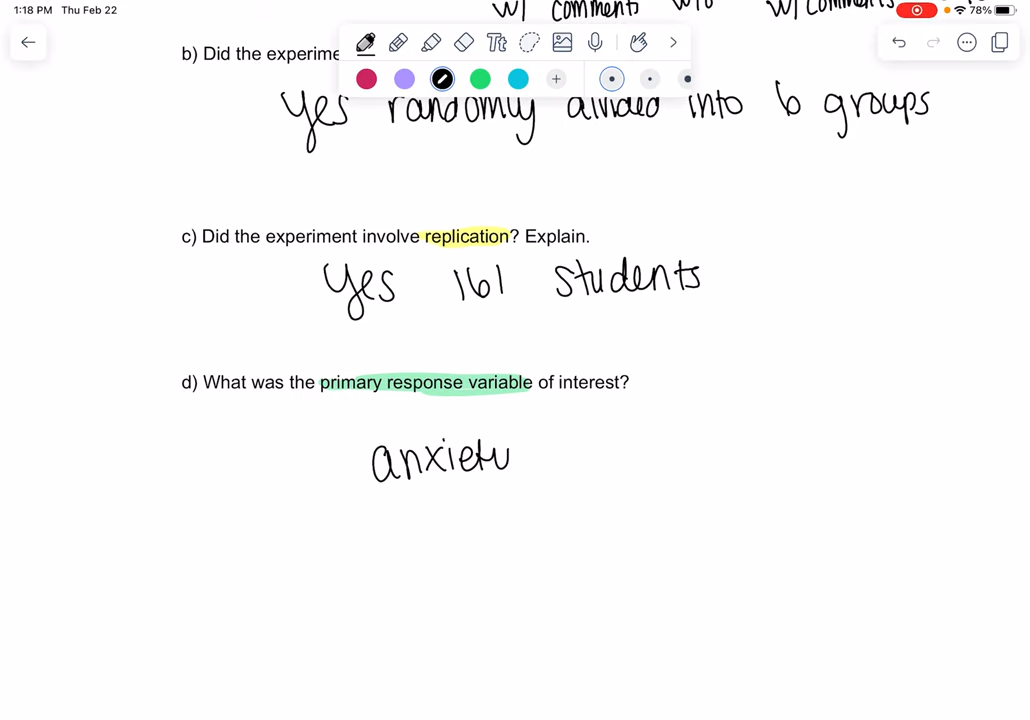 1:18 PM Thu Feb 22
78%
w/ comments w/o w/ comments
b) Did the experime
Tt
yes randomly divided into 6 groups
c) Did the experiment involve replication? Explain.
yes 161 students
d) What was the primary response variable of interest?
anxiety